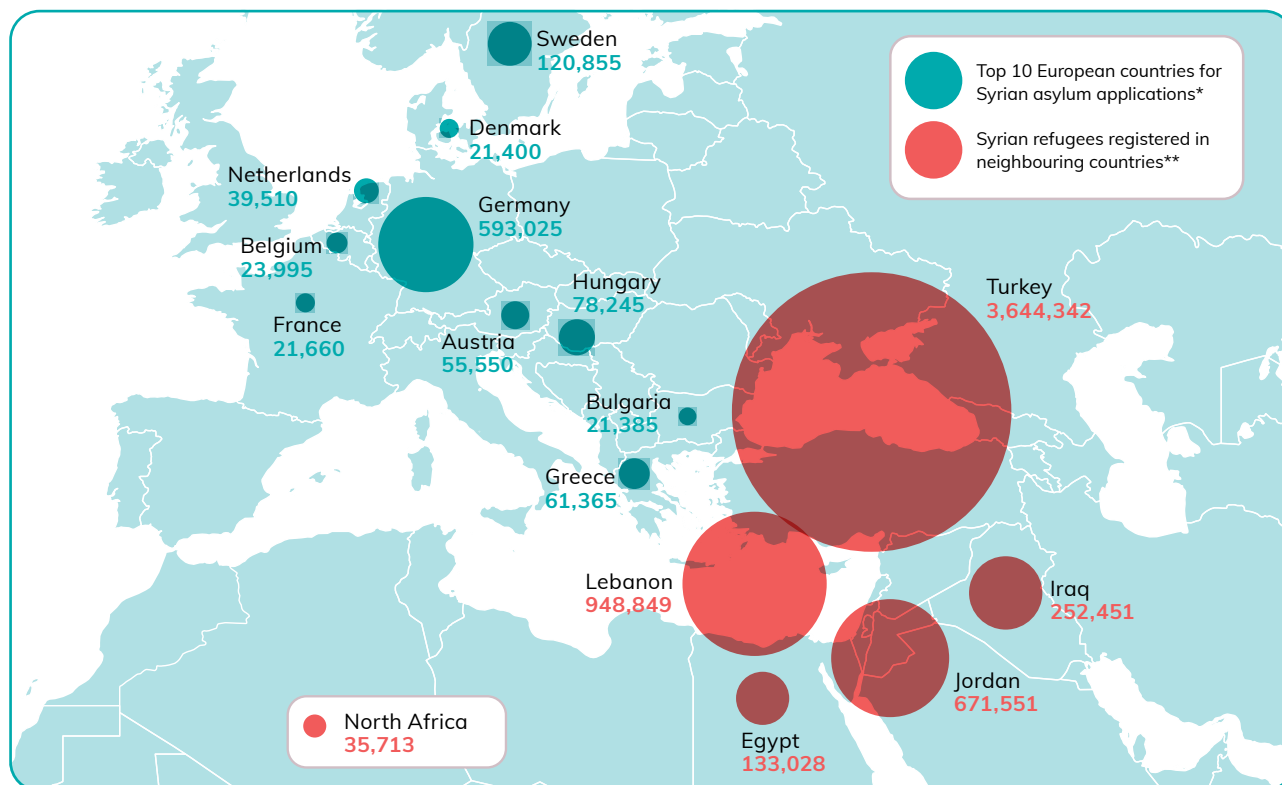 Sweden
120,855
Denmark
21,400
Netherlands
39,510
Germany
593,025
Belgium
23,995
Hungary
78,245
France
21,660
Austria
55,550
Bulgaria
21,385
Greece
61,365
Top 10 European countries for
Syrian asylum applications*
Syrian refugees registered in
neighbouring countries**
Turkey
3,644,342
Lebanon
948,849
Iraq
252,451
Jordan
671,551
Egypt
133,028
North Africa
35,713